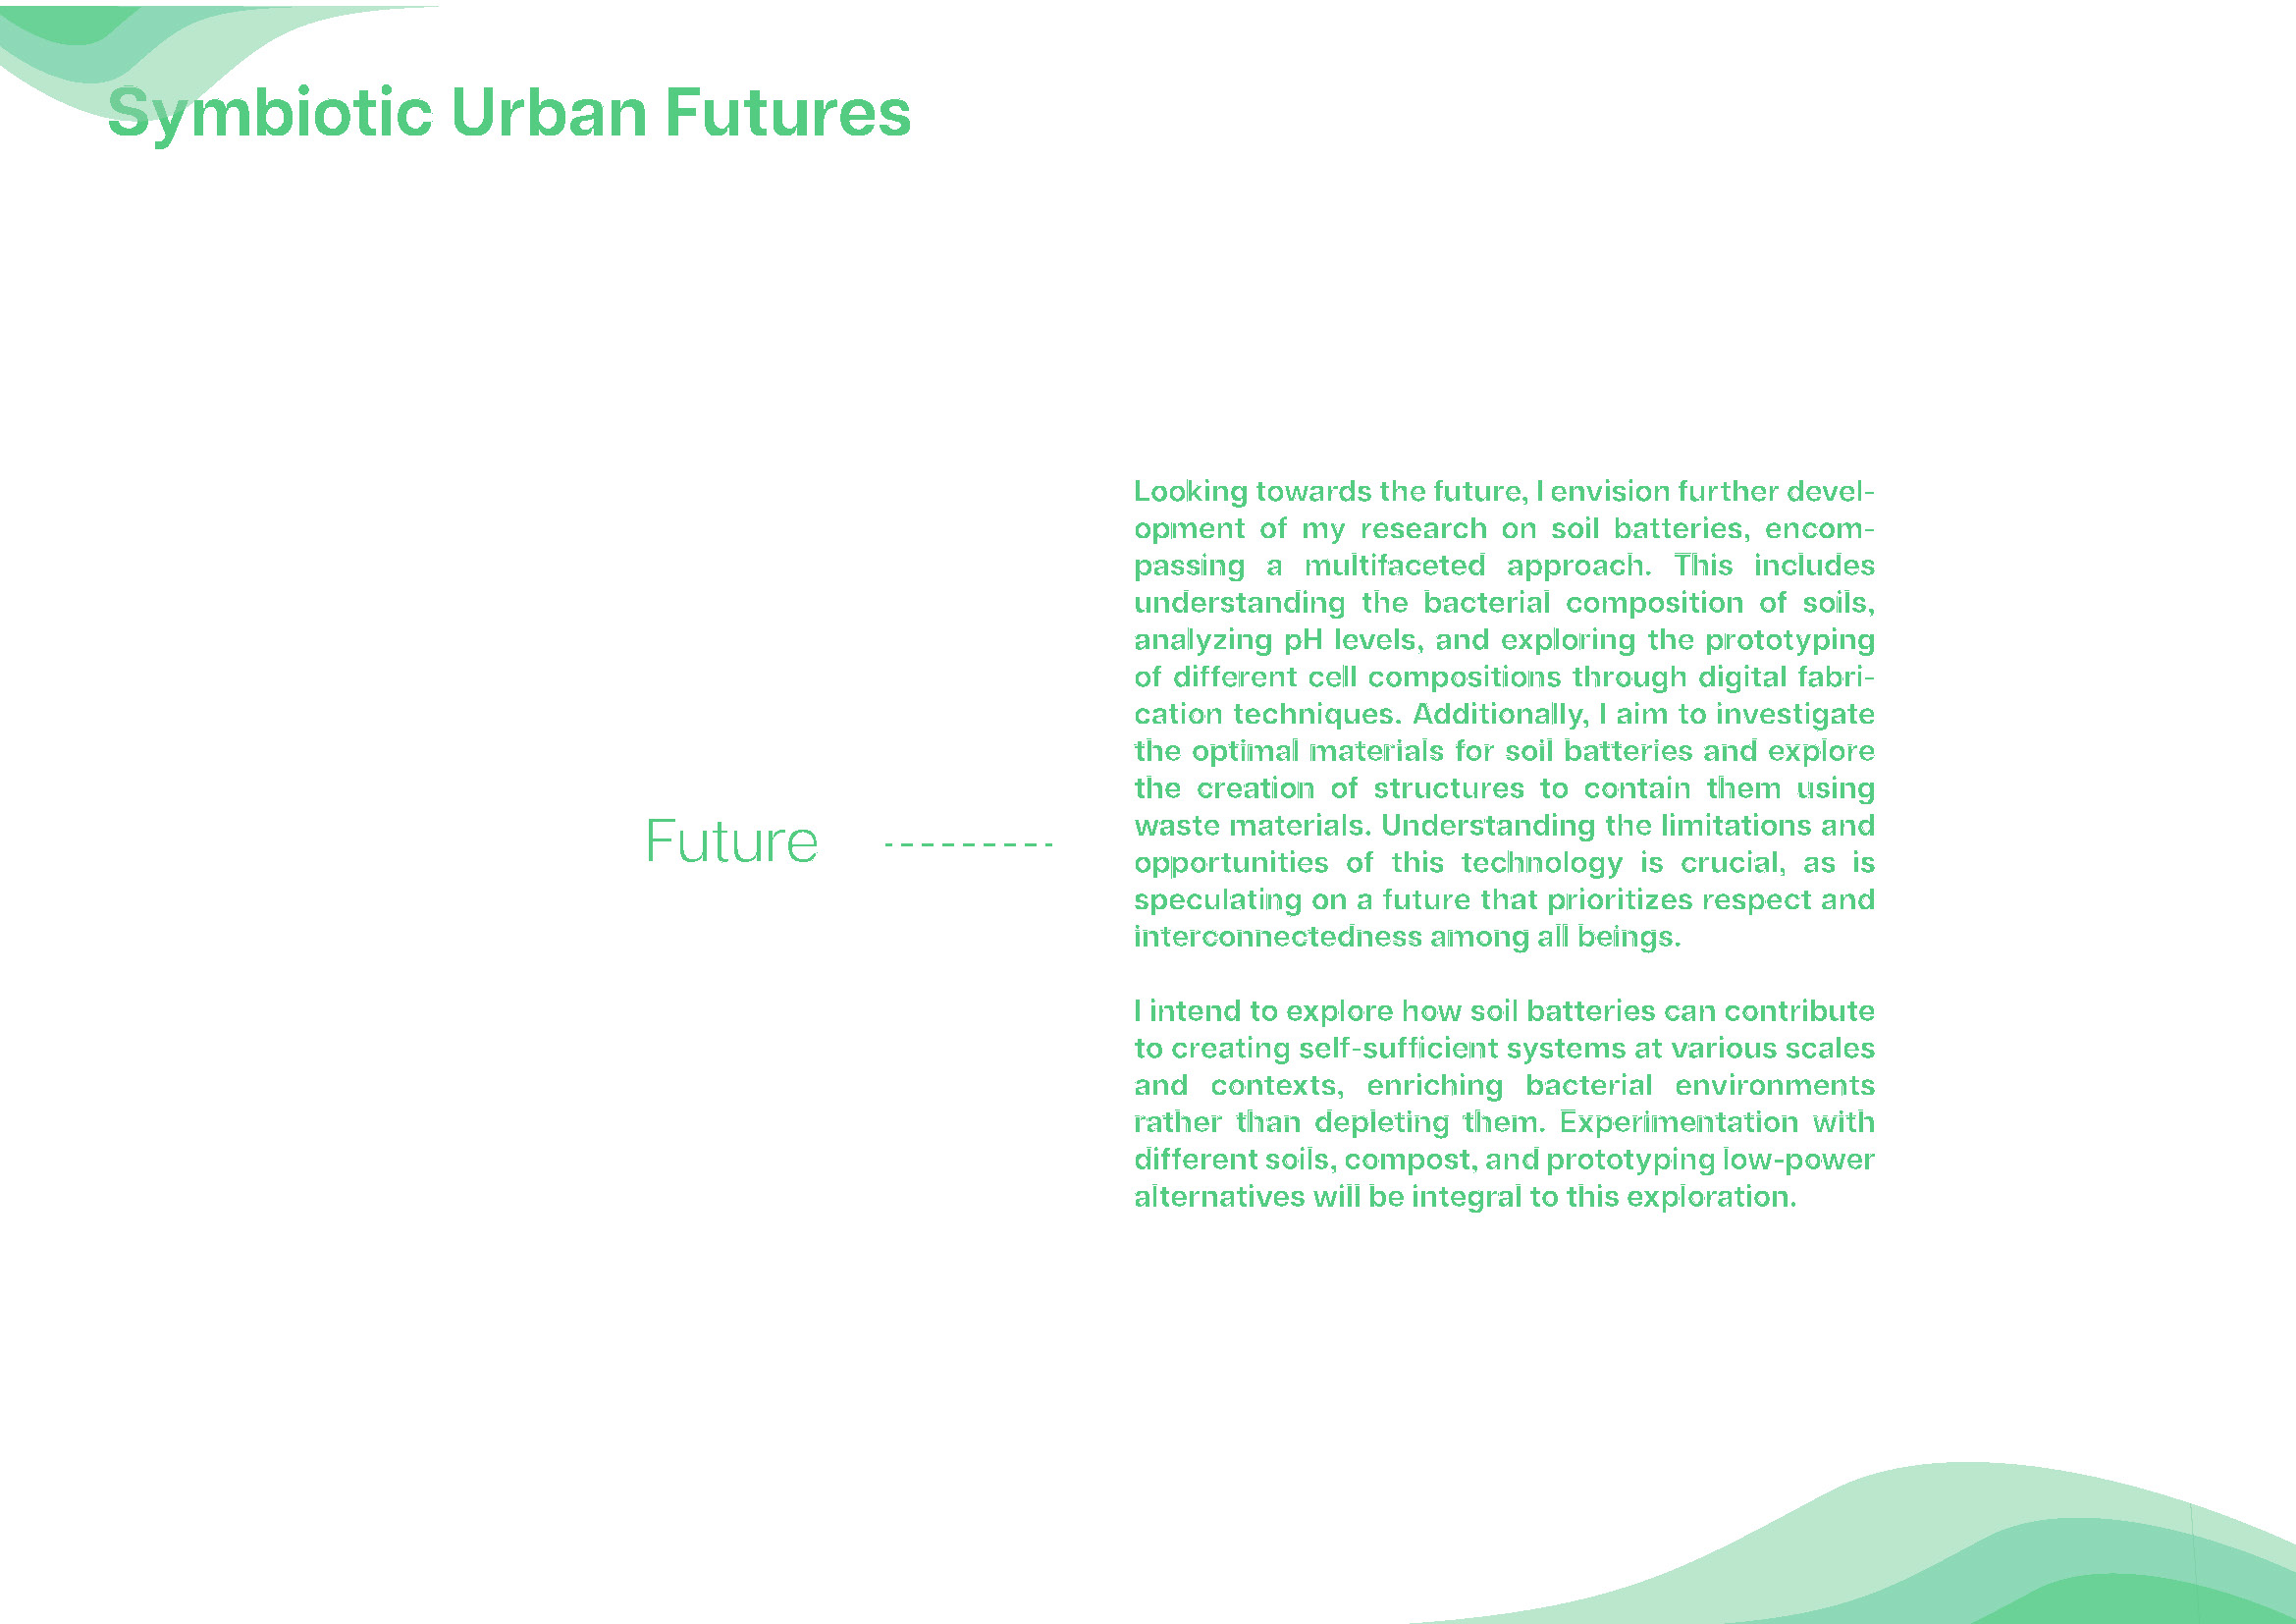 Symbiotic Urban Futures
Future
Looking towards the future, I envision further devel-
opment of my research on soil batteries, encom-
passing a multifaceted approach. This includes
understanding the bacterial composition of soils,
analyzing pH levels, and exploring the prototyping
of different cell compositions through digital fabri-
cation techniques. Additionally, I aim to investigate
the optimal materials for soil batteries and explore
the creation of structures to contain them using
waste materials. Understanding the limitations and
opportunities of this technology is crucial, as is
speculating on a future that prioritizes respect and
interconnectedness among all beings.
I intend to explore how soil batteries can contribute
to creating self-sufficient systems at various scales
and contexts, enriching bacterial environments
rather than depleting them. Experimentation with
different soils, compost, and prototyping low-power
alternatives will be integral to this exploration.